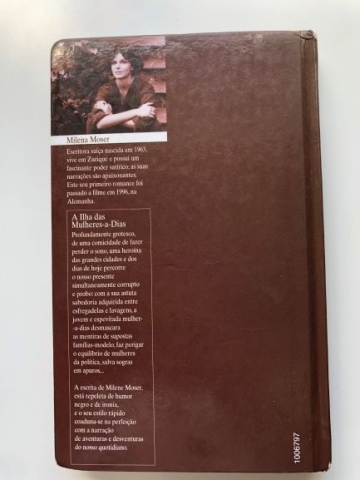 Milena Moser
Escritora suíça nascida em 1963,
vive em Zurique e possui um
fascinante poder satírico; as suas
narrações são apaixonantes.
Este seu primeiro romance foi
passado a filme em 1996, na
Alemanha.
A Ilha das
Mulheres-a-Dias
Profundamente grotesco,
de uma comicidade de fazer
perder o sono, uma heroína
das grandes cidades e dos
dias de hoje percorre
o nosso presente
simultaneamente corrupto
e probo: com a sua astuta
sabedoria adquirida entre
esfregadelas e lavagens, a
jovem e espevitada mulher-
a-dias desmascara
as mentiras de supostas
famílias-modelo, faz perigar
o equilíbrio de mulheres
da política, salva sogras
em apuros...
A escrita de Milene Moser,
está repleta de humor
negro e de ironia,
e o seu estilo rápido
coaduna-se na perfeição
com a narração
de aventuras e desventuras
do nosso quotidiano.
1006797